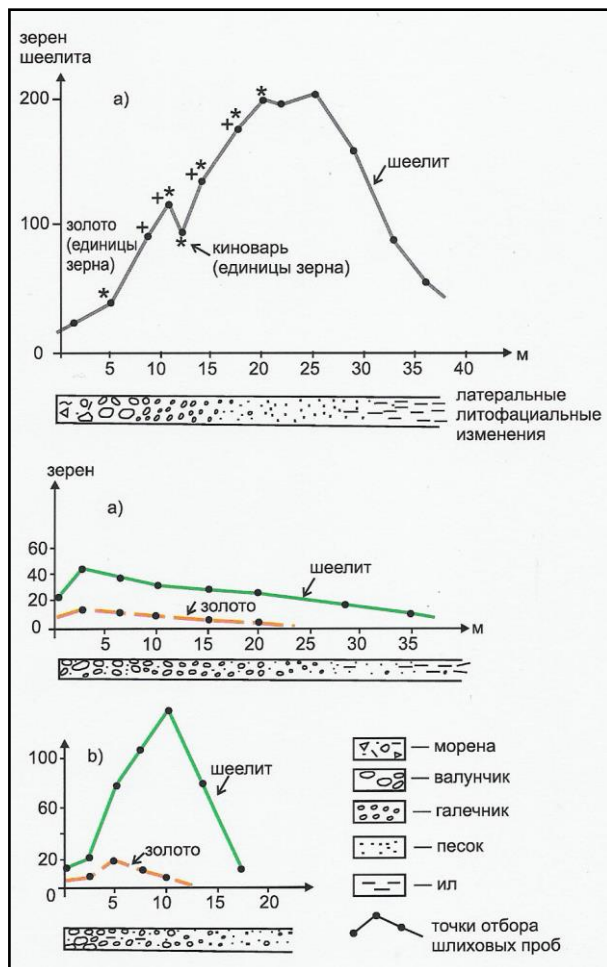 зерен
шеелита
200
a)
100
0
золото
(единицы
зерна)
киноварь
(единицы зерна)
шеелит
5 10 15 20 25 30 35 40 м
латеральные
литофациальные
изменения
зерен
a)
60
40
20
0
шеелит
золото
5 10 15 20 25 30 35 м
b)
100
60
20
0
шеелит
золото
5 10 15 20
— морена
— валунчик
— галечник
— песок
— ил
точки отбора
шлиховых проб